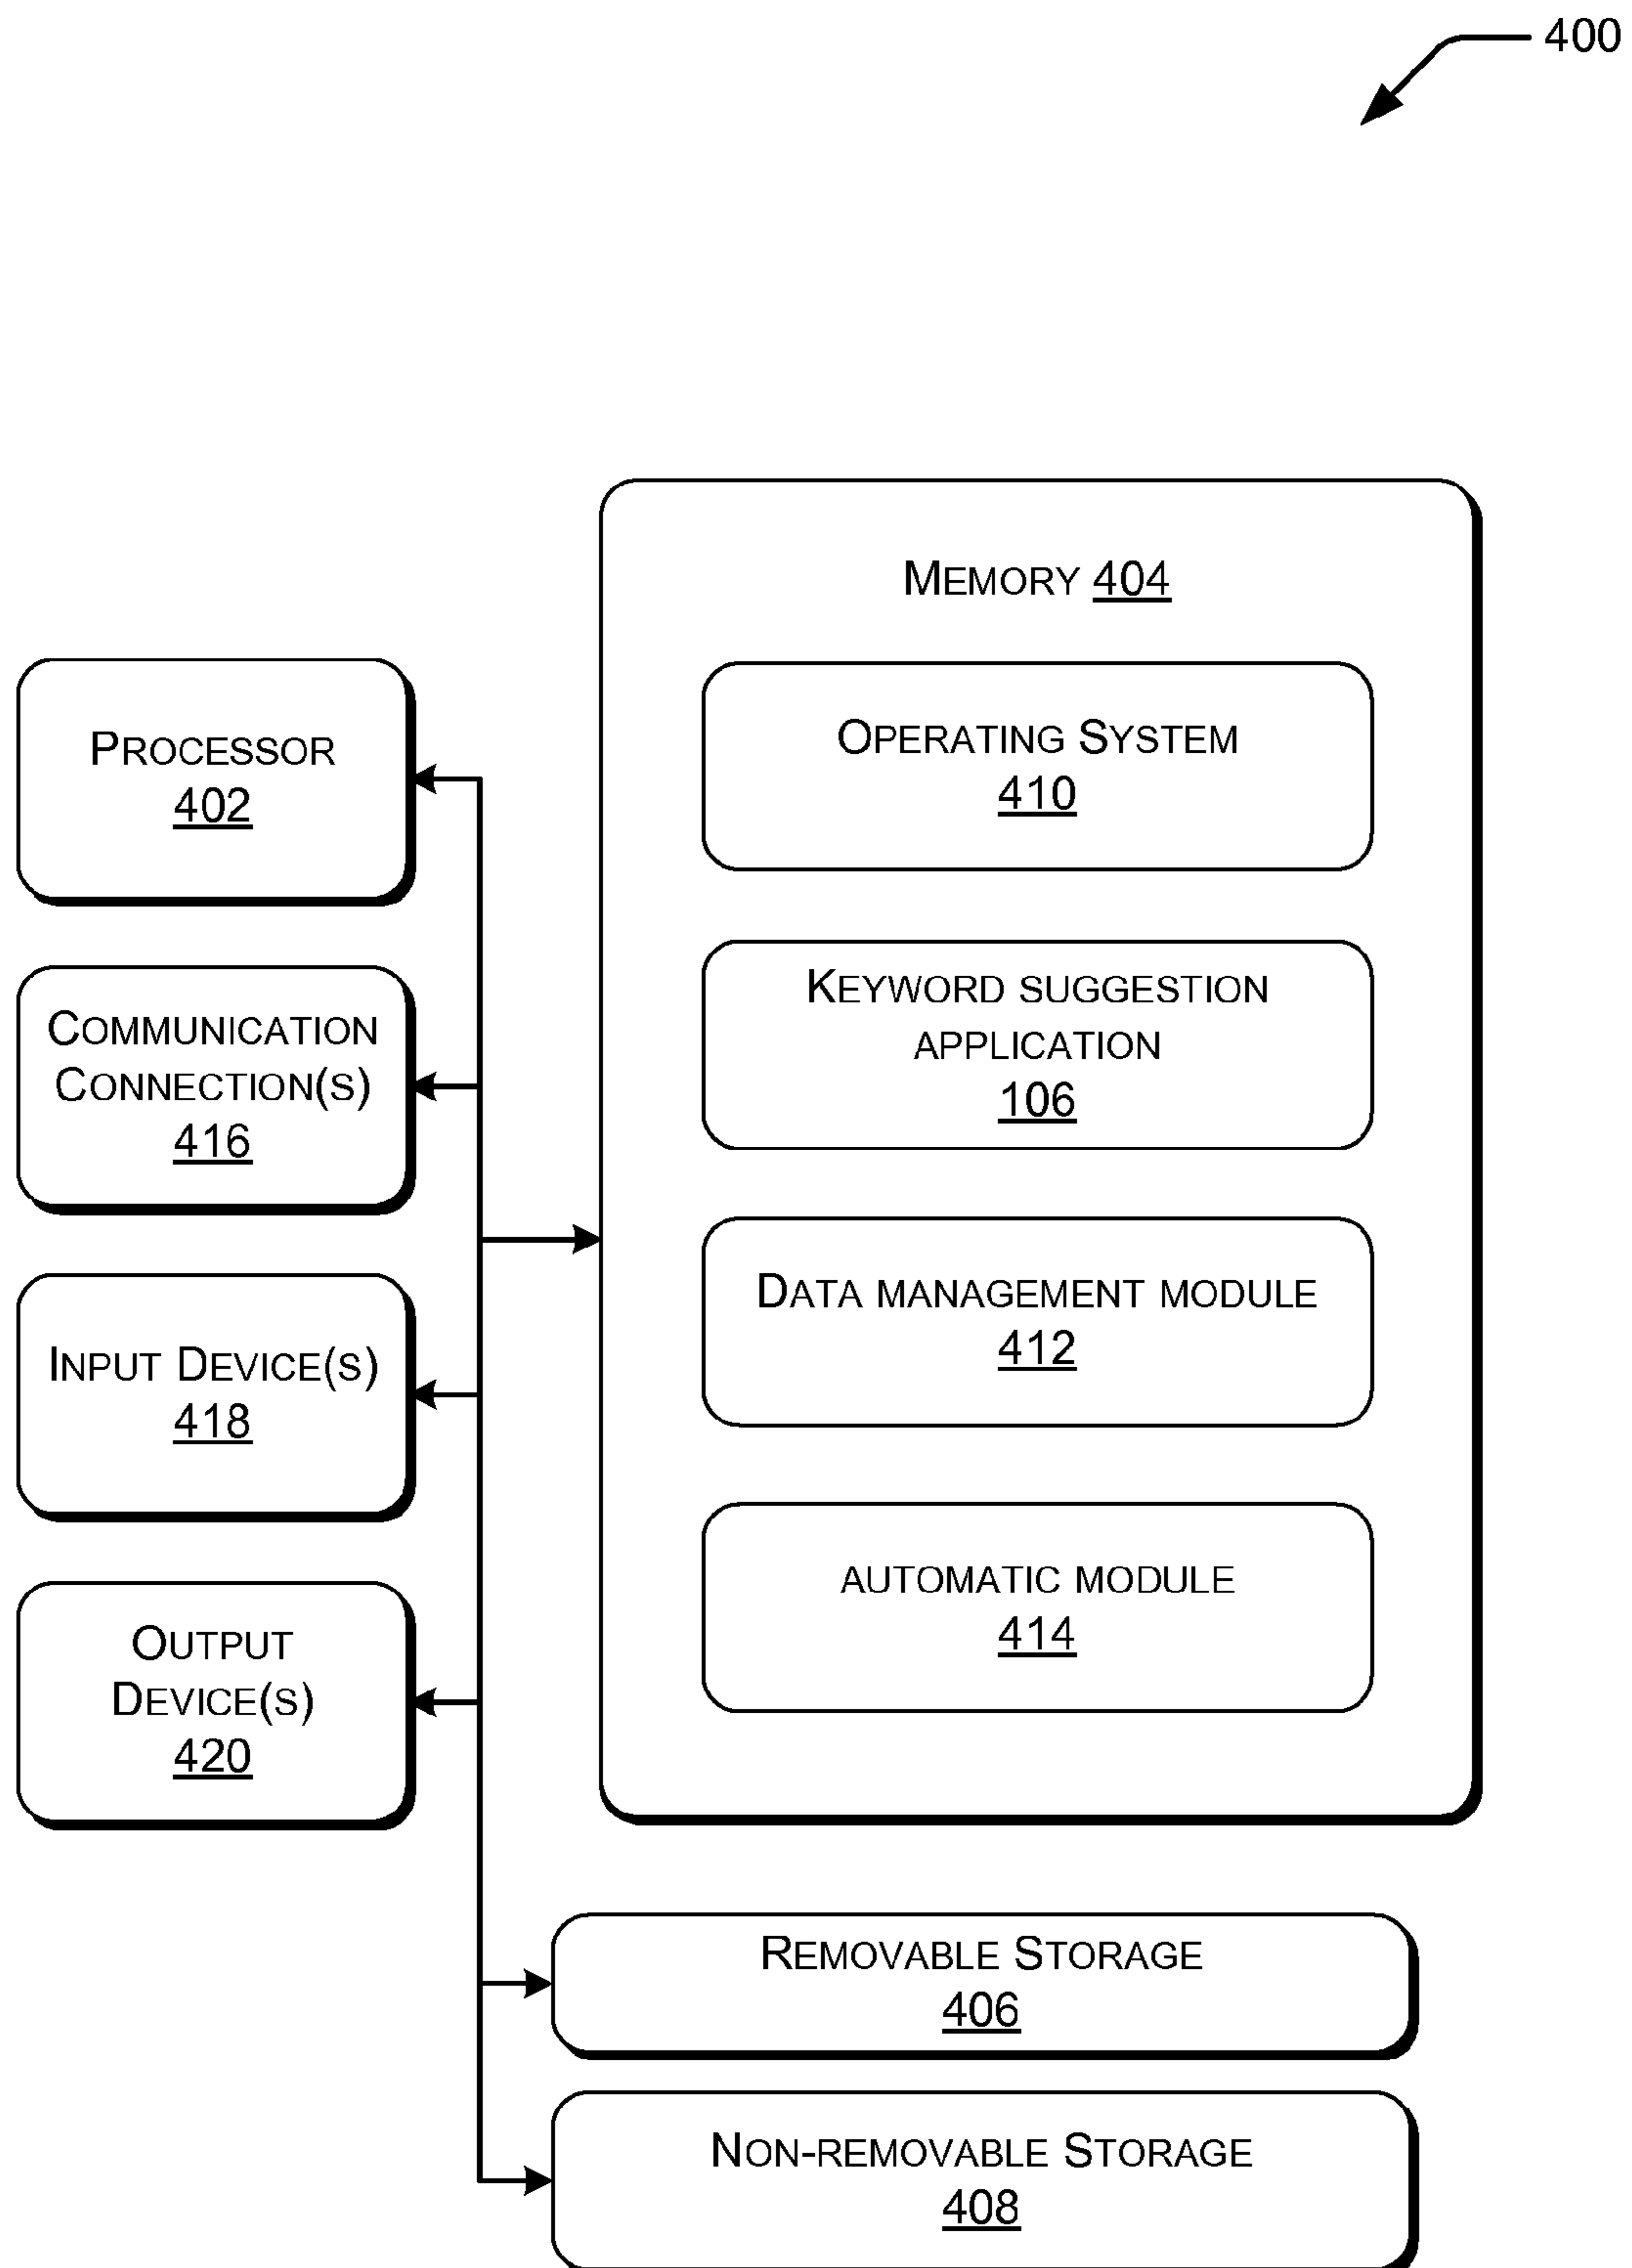 400
MEMORY 404
OPERATING SYSTEM
410
KEYWORD SUGGESTION
APPLICATION
106
DATA MANAGEMENT MODULE
412
AUTOMATIC MODULE
414
PROCESSOR
402
COMMUNICATION
CONNECTION(S)
416
INPUT DEVICE(S)
418
OUTPUT
DEVICE(S)
420
REMOVABLE STORAGE
406
NON-REMOVABLE STORAGE
408